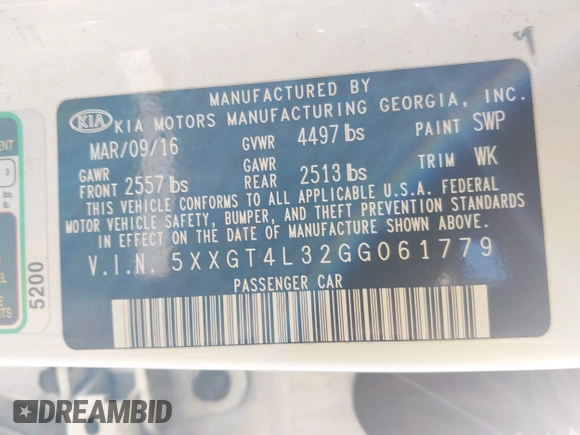 MANUFACTURED BY
KIA KIA MOTORS MANUFACTURING GEORGIA, INC.
MAR/09/16 GVWR 4497 lbs PAINT SWP
GAWR FRONT 2557 lbs GAWR REAR 2513 lbs TRIM WK
THIS VEHICLE CONFORMS TO ALL APPLICABLE U.S.A. FEDERAL
MOTOR VEHICLE SAFETY, BUMPER, AND THEFT PREVENTION STANDARDS
IN EFFECT ON THE DATE OF MANUFACTURE SHOWN ABOVE.
V.I.N. 5XXGT4L32GG061779
PASSENGER CAR
3
5200
DREAMBID